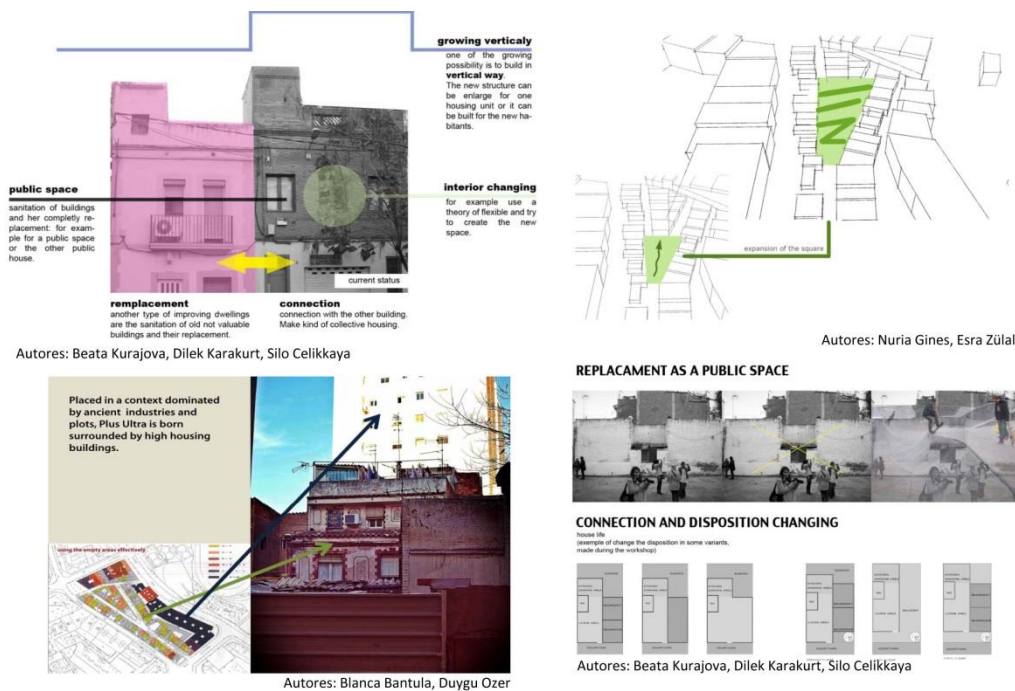 growing verticaly
one of the growing
possibility is to build in
vertical way.
The new structure can
be enlarge for one
housing unit or it can
be built for the new ha-
bitants.
public space
sanitation of buildings
and her completly re-
placement: for exam-
ple for a public space
or the other public
house.
interior changing
for example use a
theory of flexible and try
to create the new
space.
current status
remplacement
another type of improving dwellings
are the sanitation of old not valuable
buildings and their replacement.
connection
connection with the other building.
Make kind of collective housing.
Autores: Beata Kurajova, Dilek Karakurt, Silo Celikkaya
expansion of the square
Autores: Nuria Gines, Esra Zülal
Placed in a context dominated
by ancient industries and
plots, Plus Ultra is born
surrounded by high housing
buildings.
using the empty areas effectively
Autores: Blanca Bantula, Duygu Ozer
REPLACAMENT AS A PUBLIC SPACE
CONNECTION AND DISPOSITION CHANGING
house life
(exemple of change the disposition in some variants,
made during the workshop)
Autores: Beata Kurajova, Dilek Karakurt, Silo Celikkaya